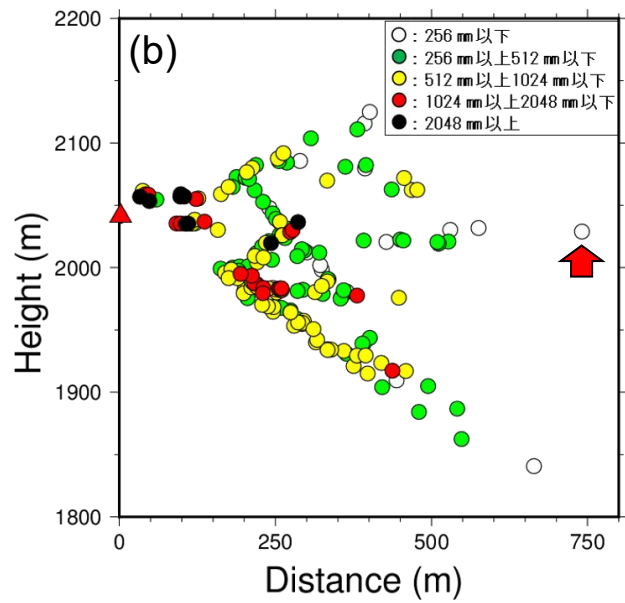 (b)
: 256 ㎜以下
: 256 ㎜以上512 ㎜以下
: 512 ㎜以上1024 ㎜以下
: 1024 ㎜以上2048 ㎜以下
: 2048 ㎜以上
2200
2100
2000
1900
1800
Height (m)
0 250 500 750
Distance (m)